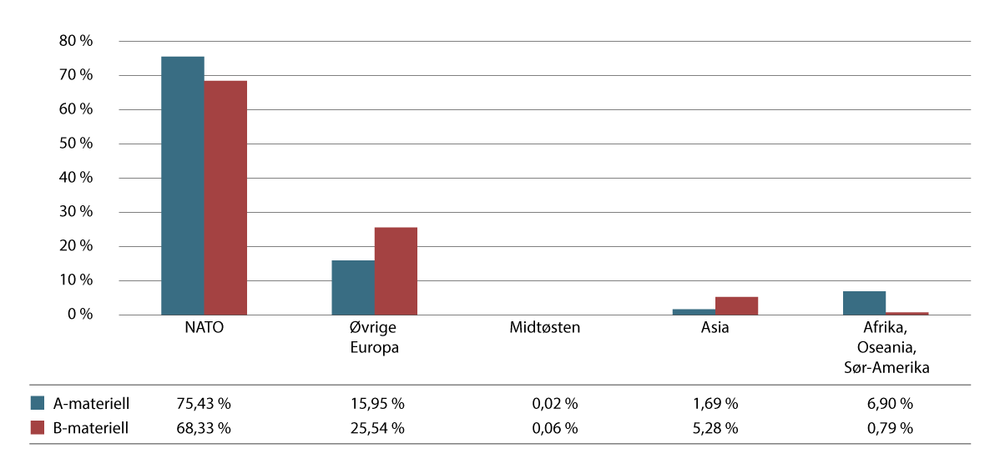 80 %
70 %
60 %
50 %
40 %
30 %
20 %
10 %
0 %
NATO
Øvrige
Europa
Midtøsten
Asia
Afrika,
Oseania,
Sør-Amerika
A-materiell 75,43 % 15,95 % 0,02 % 1,69 % 6,90 %
B-materiell 68,33 % 25,54 % 0,06 % 5,28 % 0,79 %